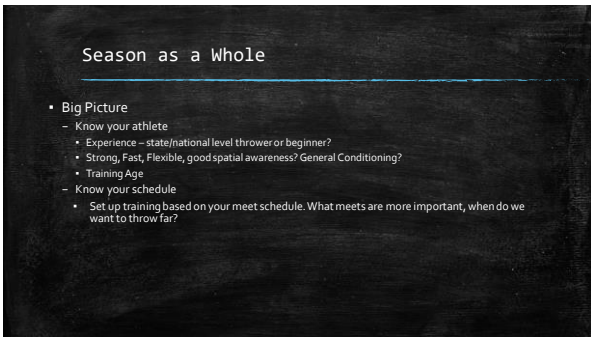 Season as a Whole
▪ Big Picture
– Know your athlete
▪ Experience – state/national level thrower or beginner?
▪ Strong, Fast, Flexible, good spatial awareness? General Conditioning?
▪ Training Age
– Know your schedule
▪ Set up training based on your meet schedule. What meets are more important, when do we
want to throw far?